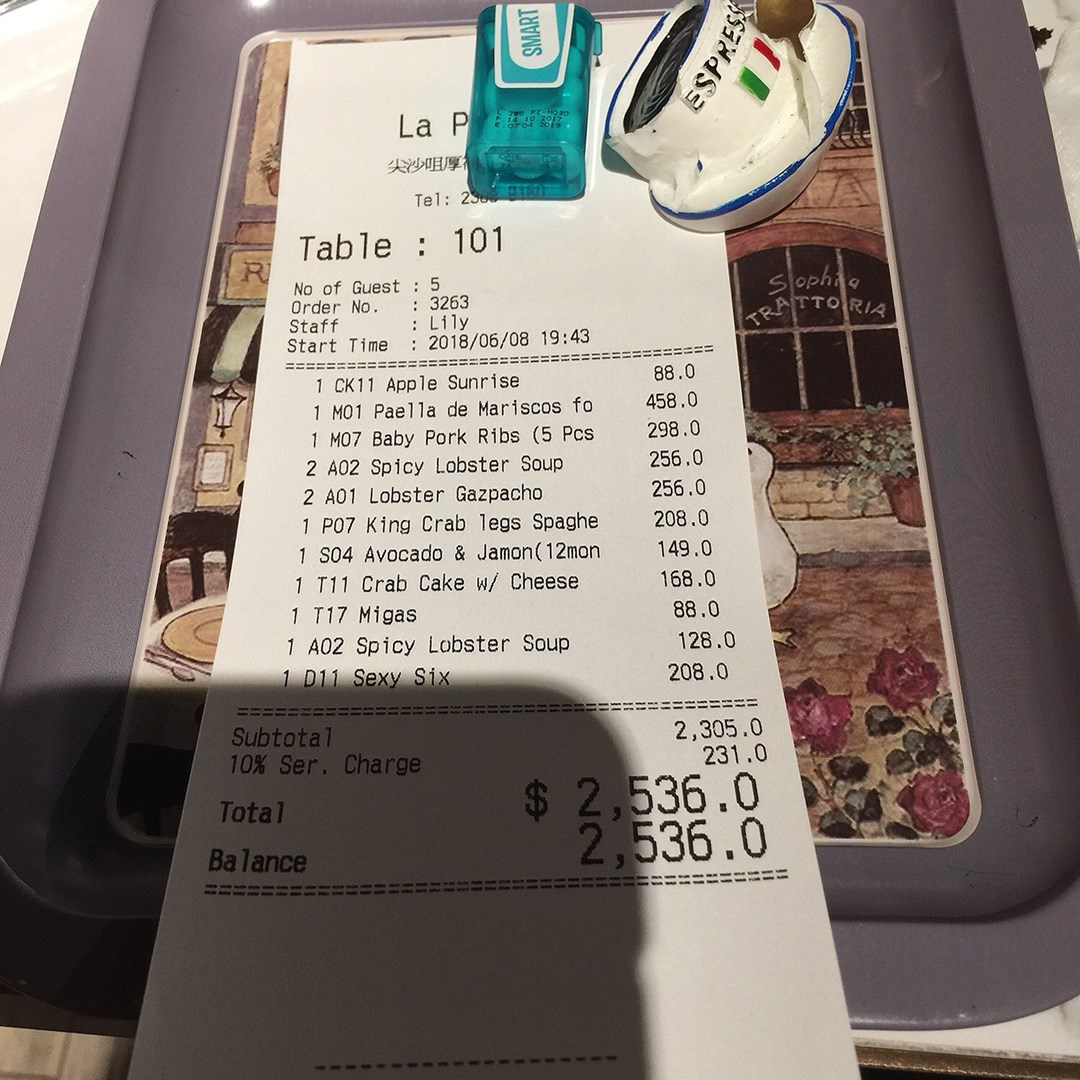 SMART
ESPRESSO
La P
尖沙咀厚
Tel:
Table : 101
No of Guest : 5
Order No. : 3263
Staff : Lily
Start Time : 2018/06/08 19:43
1 CK11 Apple Sunrise 88.0
1 M01 Paella de Mariscos fo 458.0
1 M07 Baby Pork Ribs (5 Pcs 298.0
2 A02 Spicy Lobster Soup 256.0
2 A01 Lobster Gazpacho 256.0
1 P07 King Crab legs Spaghe 208.0
1 S04 Avocado & Jamon(12mon 149.0
1 T11 Crab Cake w/ Cheese 168.0
1 T17 Migas 88.0
1 A02 Spicy Lobster Soup 128.0
1 D11 Sexy Six 208.0
Subtotal 2,305.0
10% Ser. Charge 231.0
Total $ 2,536.0
Balance 2,536.0
Sophia
TRATTORIA